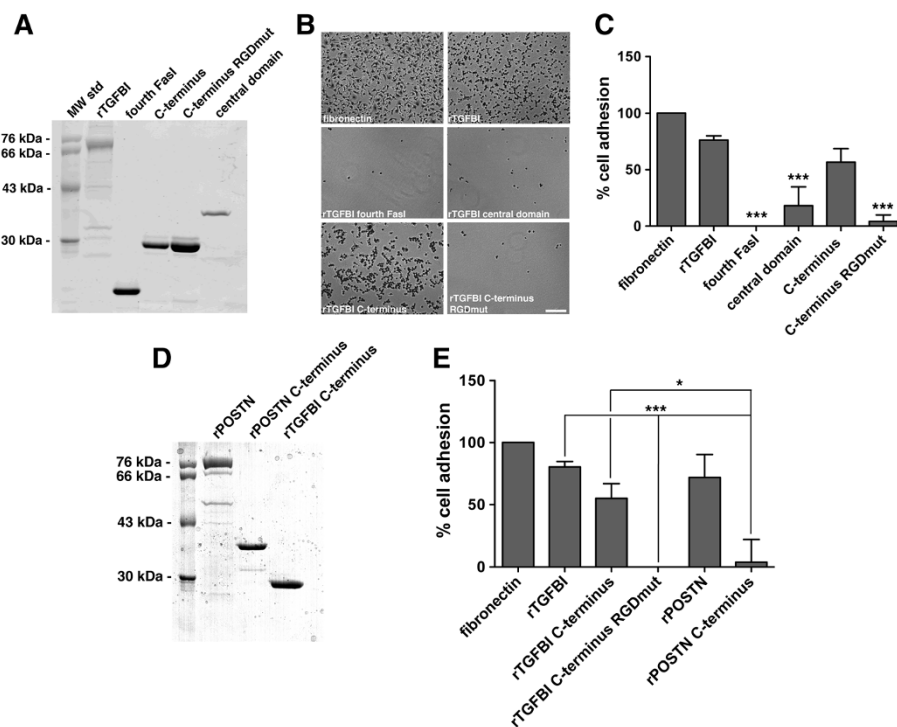 A
MW std
rTGFBI
fourth FasI
C-terminus
C-terminus RGDmut
central domain
76 kDa -
66 kDa -
43 kDa -
30 kDa -
B
fibronectin
rTGFBI
rTGFBI fourth FasI
rTGFBI central domain
rTGFBI C-terminus
rTGFBI C-terminus
RGDmut
C
% cell adhesion
150
100
50
0
***
***
***
fibronectin
rTGFBI
fourth FasI
central domain
C-terminus
C-terminus RGDmut
D
rPOSTN
rPOSTN C-terminus
rTGFBI C-terminus
76 kDa -
66 kDa -
43 kDa -
30 kDa -
E
% cell adhesion
150
100
50
0
*
***
fibronectin
rTGFBI
rTGFBI C-terminus
rTGFBI C-terminus RGDmut
rPOSTN
rPOSTN C-terminus